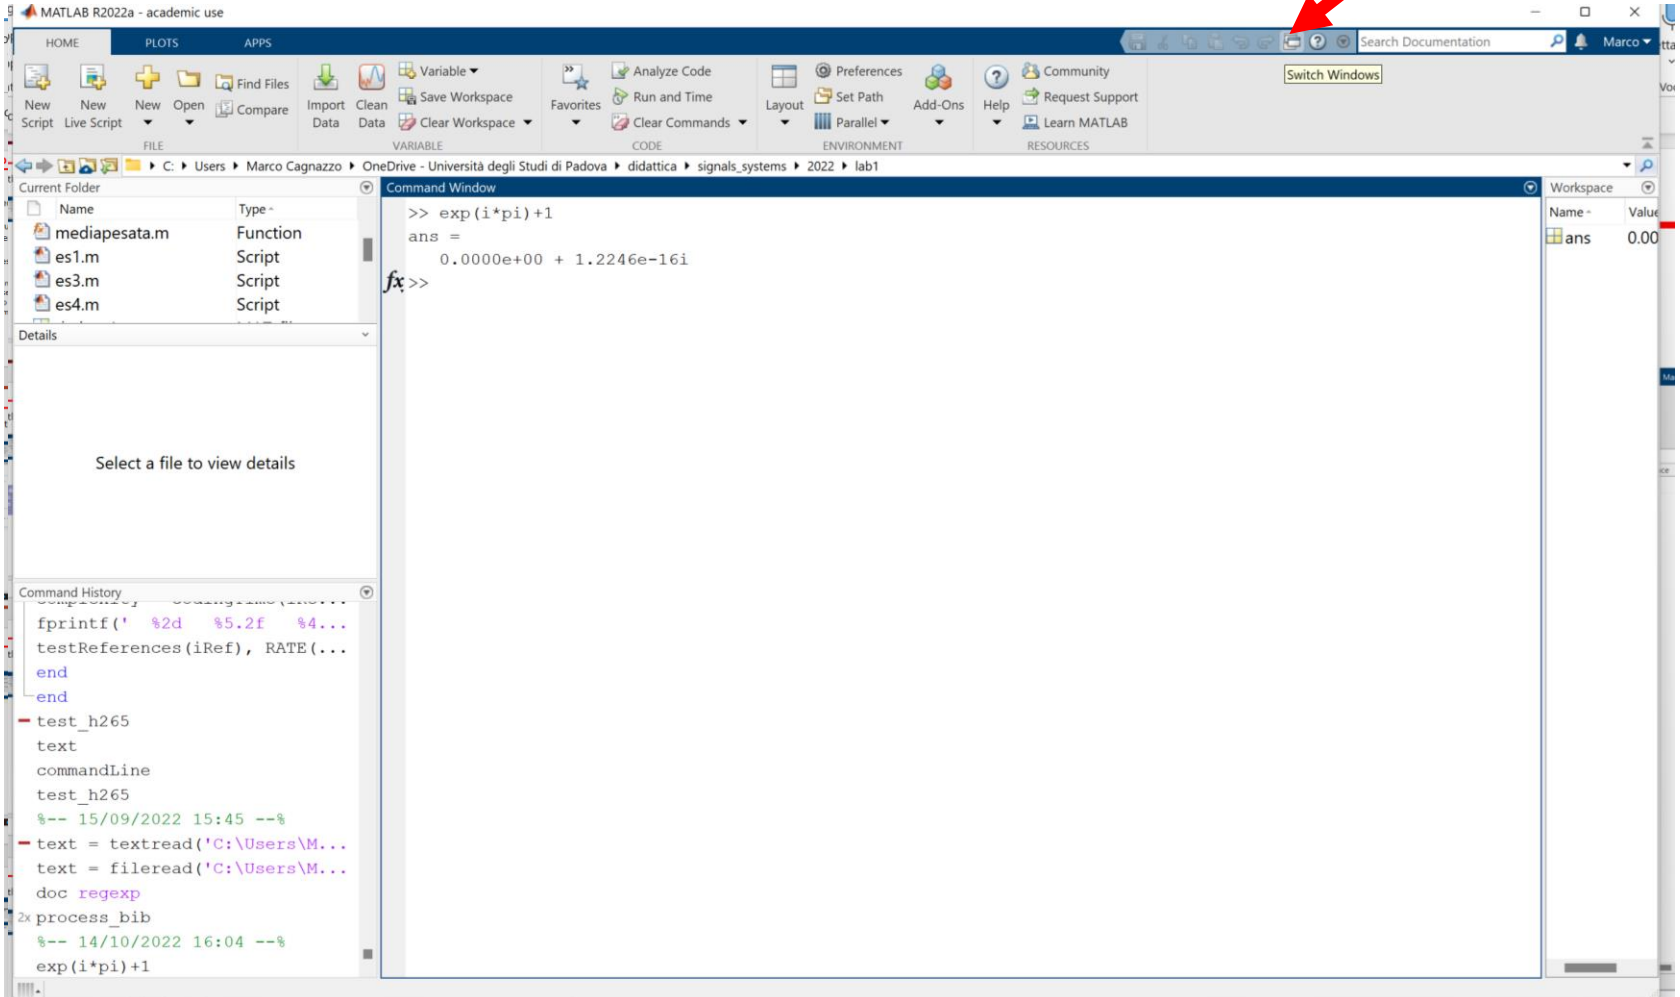 MATLAB R2022a - academic use
HOME PLOTS APPS
Search Documentation
Marco
Switch Windows
New Script
New Live Script
New
Open
Find Files
Compare
FILE
Import Data
Clean Data
Variable
Save Workspace
Clear Workspace
VARIABLE
Favorites
Analyze Code
Run and Time
Clear Commands
CODE
Layout
Preferences
Set Path
Parallel
Add-Ons
ENVIRONMENT
Help
Community
Request Support
Learn MATLAB
RESOURCES
C: Users Marco Cagnazzo OneDrive - Università degli Studi di Padova didattica signals_systems 2022 lab1
Current Folder
Name Type
mediapesata.m Function
es1.m Script
es3.m Script
es4.m Script
Details
Select a file to view details
Command History
fprintf(' %2d %5.2f %4...
testReferences(iRef), RATE(...
end
end
test_h265
text
commandLine
test_h265
%-- 15/09/2022 15:45 --%
text = textread('C:\Users\M...
text = fileread('C:\Users\M...
doc regexp
2x process_bib
%-- 14/10/2022 16:04 --%
exp(i*pi)+1
Command Window
>> exp(i*pi)+1
ans =
0.0000e+00 + 1.2246e-16i
fx >>
Workspace
Name Value
ans 0.00